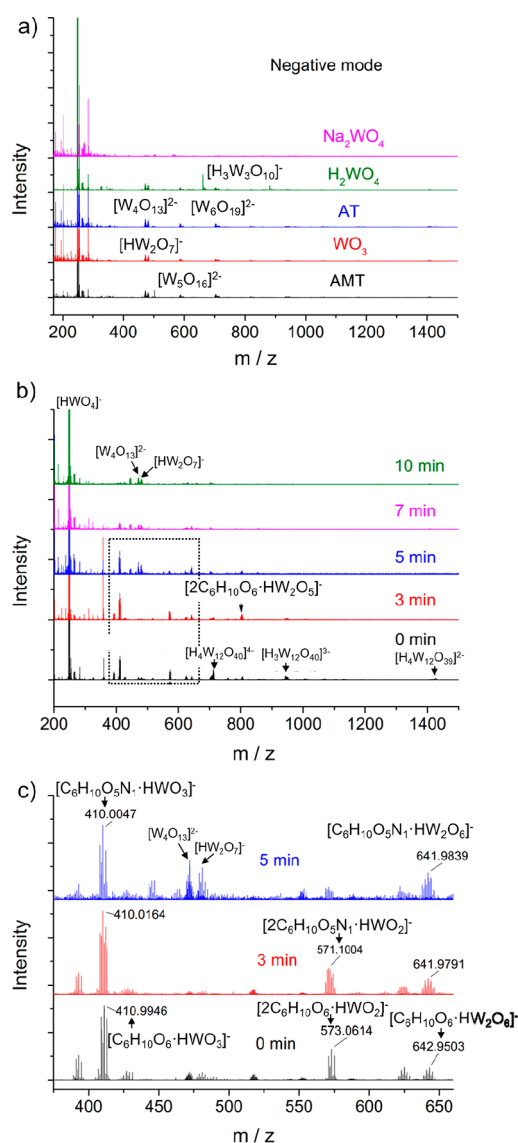 a)
Negative mode
Na₂WO₄
[H₃W₃O₁₀]⁻
H₂WO₄
[W₄O₁₃]²⁻
[W₆O₁₉]²⁻
AT
[HW₂O₇]⁻
WO₃
[W₅O₁₆]²⁻
AMT
Intensity
200 400 600 800 1000 1200 1400
m / z
b)
[HWO₄]⁻
[W₄O₁₃]²⁻
[HW₂O₇]⁻
10 min
7 min
5 min
[2C₆H₁₀O₆·HW₂O₅]⁻
3 min
0 min
[H₄W₁₂O₄₀]⁴⁻
[H₃W₁₂O₄₀]³⁻
[H₄W₁₂O₃₉]²⁻
Intensity
200 400 600 800 1000 1200 1400
m / z
c)
[C₆H₁₀O₅N₁·HWO₃]⁻
410.0047
[W₄O₁₃]²⁻
[HW₂O₇]⁻
5 min
[C₆H₁₀O₅N₁·HW₂O₆]⁻
641.9839
410.0164
[2C₆H₁₀O₅N₁·HWO₂]⁻
571.1004
3 min
641.9791
410.9946
[2C₆H₁₀O₆·HWO₂]⁻
[C₆H₁₀O₆·HW₂O₆]⁻
573.0614
[C₆H₁₀O₆·HWO₃]⁻
0 min
642.9503
Intensity
400 450 500 550 600 650
m / z